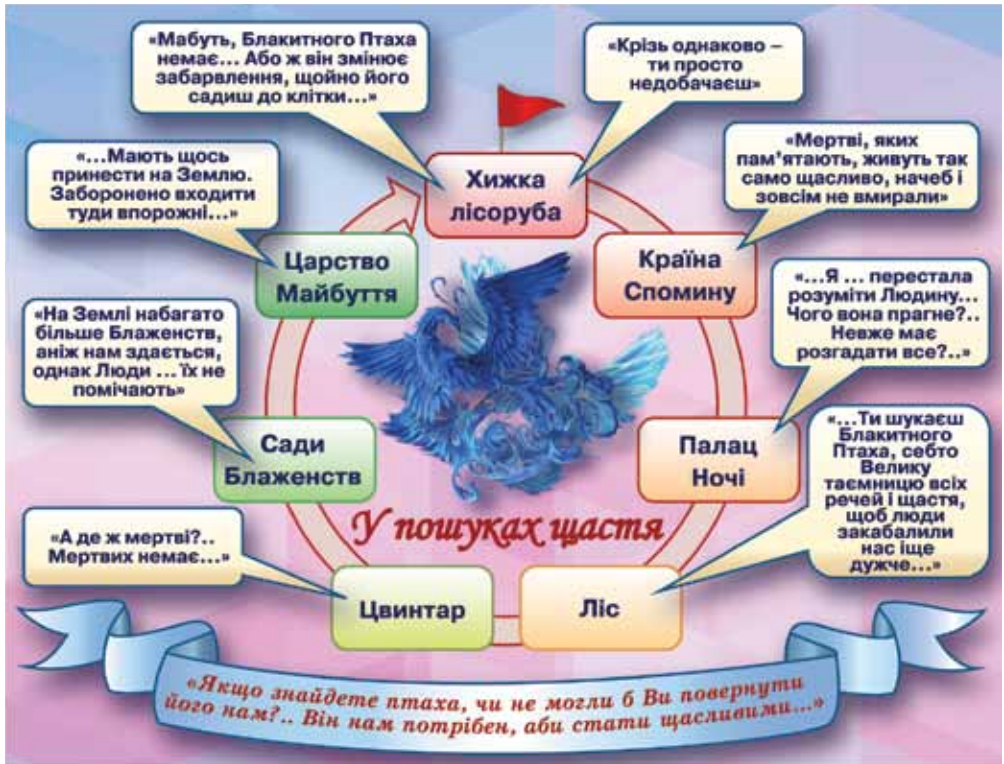 «Мабуть, Блакитного Птаха
немає... Або ж він змінює
забарвлення, щойно його
садиш до клітки...»
«Крізь однаково –
ти просто
недобачаєш»
Хижка
лісоруба
«...Мають щось
принести на Землю.
Заборонено входити
туди впорожні...»
«Мертві, яких
пам’ятають, живуть так
само щасливо, начеб і
зовсім не вмирали»
Царство
Майбуття
Країна
Спомину
«На Землі набагато
більше Блаженств,
аніж нам здається,
однак Люди ... їх не
помічають»
«...Я ... перестала
розуміти Людину...
Чого вона прагне?..
Невже має
розгадати все?..»
Сади
Блаженств
Палац
Ночі
«...Ти шукаєш
Блакитного
Птаха, себто
Велику
таємницю всіх
речей і щастя,
щоб люди
закабалили
нас іще
дужче...»
У пошуках щастя
«А де ж мертві?..
Мертвих немає...»
Цвинтар
Ліс
«Якщо знайдете птаха, чи не могли б Ви повернути
його нам?.. Він нам потрібен, аби стати щасливими...»